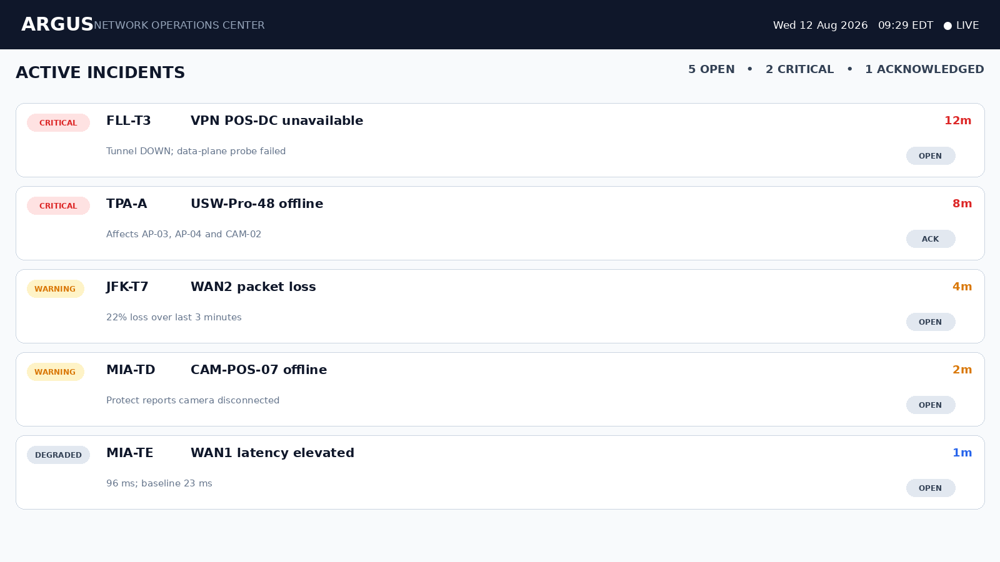 ARGUS NETWORK OPERATIONS CENTER
Wed 12 Aug 2026 09:29 EDT ● LIVE
ACTIVE INCIDENTS
5 OPEN • 2 CRITICAL • 1 ACKNOWLEDGED
CRITICAL FLL-T3 VPN POS-DC unavailable 12m
Tunnel DOWN; data-plane probe failed
OPEN
CRITICAL TPA-A USW-Pro-48 offline 8m
Affects AP-03, AP-04 and CAM-02
ACK
WARNING JFK-T7 WAN2 packet loss 4m
22% loss over last 3 minutes
OPEN
WARNING MIA-TD CAM-POS-07 offline 2m
Protect reports camera disconnected
OPEN
DEGRADED MIA-TE WAN1 latency elevated 1m
96 ms; baseline 23 ms
OPEN